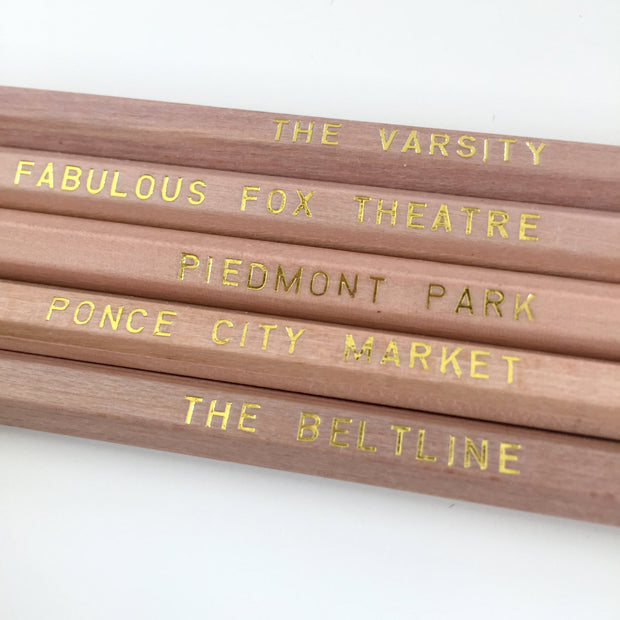 THE VARSITY
FABULOUS FOX THEATRE
PIEDMONT PARK
PONCE CITY MARKET
THE BELTLINE